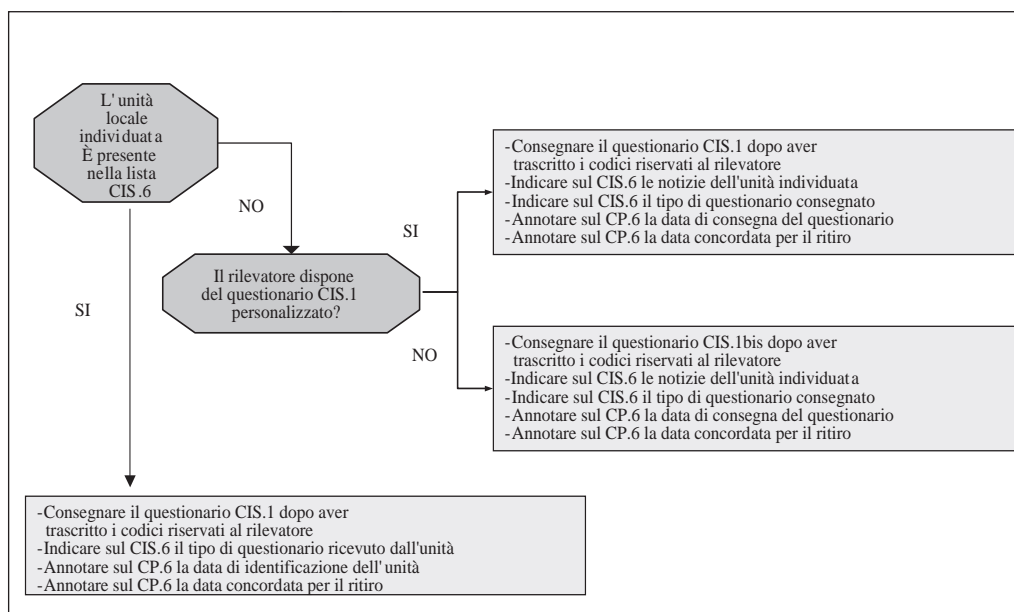 L'unità
locale
individuata
È presente
nella lista
CIS.6
NO
SI
Il rilevatore dispone
del questionario CIS.1
personalizzato?
SI
NO
-Consegnare il questionario CIS.1 dopo aver
trascritto i codici riservati al rilevatore
-Indicare sul CIS.6 le notizie dell'unità individuata
-Indicare sul CIS.6 il tipo di questionario consegnato
-Annotare sul CP.6 la data di consegna del questionario
-Annotare sul CP.6 la data concordata per il ritiro
-Consegnare il questionario CIS.1bis dopo aver
trascritto i codici riservati al rilevatore
-Indicare sul CIS.6 le notizie dell'unità individuata
-Indicare sul CIS.6 il tipo di questionario consegnato
-Annotare sul CP.6 la data di consegna del questionario
-Annotare sul CP.6 la data concordata per il ritiro
-Consegnare il questionario CIS.1 dopo aver
trascritto i codici riservati al rilevatore
-Indicare sul CIS.6 il tipo di questionario ricevuto dall'unità
-Annotare sul CP.6 la data di identificazione dell'unità
-Annotare sul CP.6 la data concordata per il ritiro